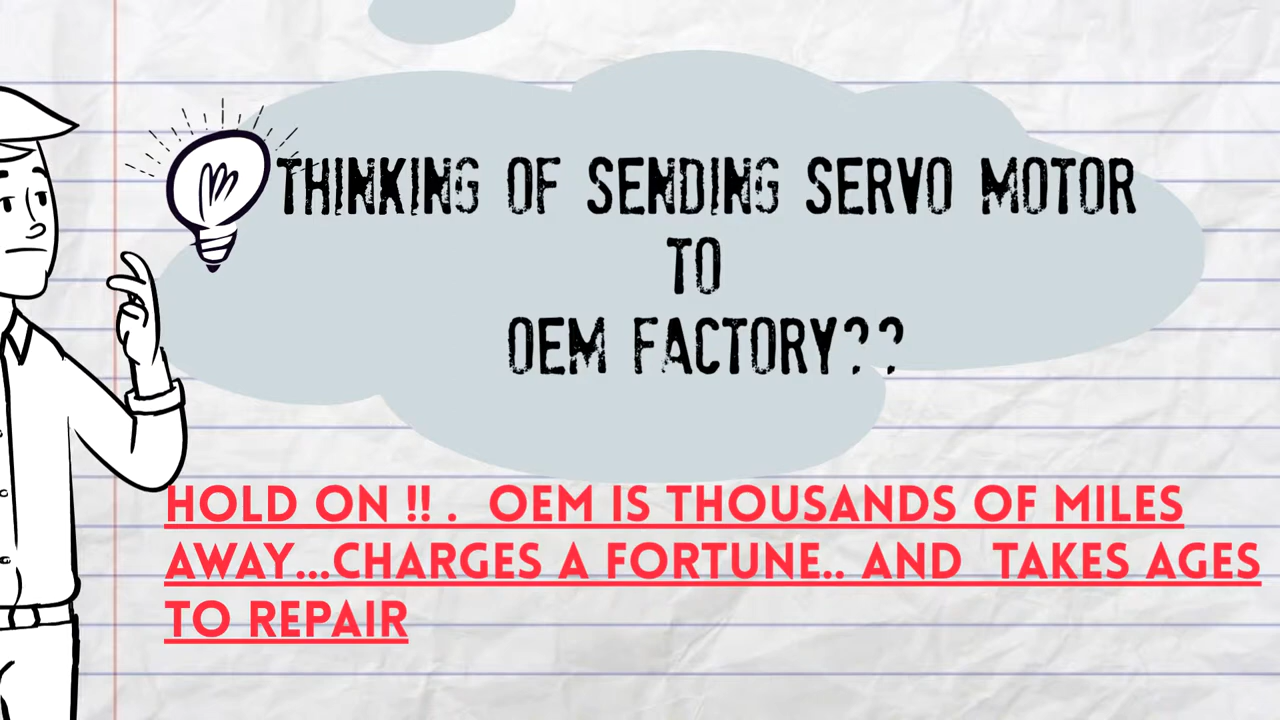 THINKING OF SENDING SERVO MOTOR
TO
OEM FACTORY??
HOLD ON !! .  OEM IS THOUSANDS OF MILES
AWAY...CHARGES A FORTUNE.. AND  TAKES AGES
TO REPAIR